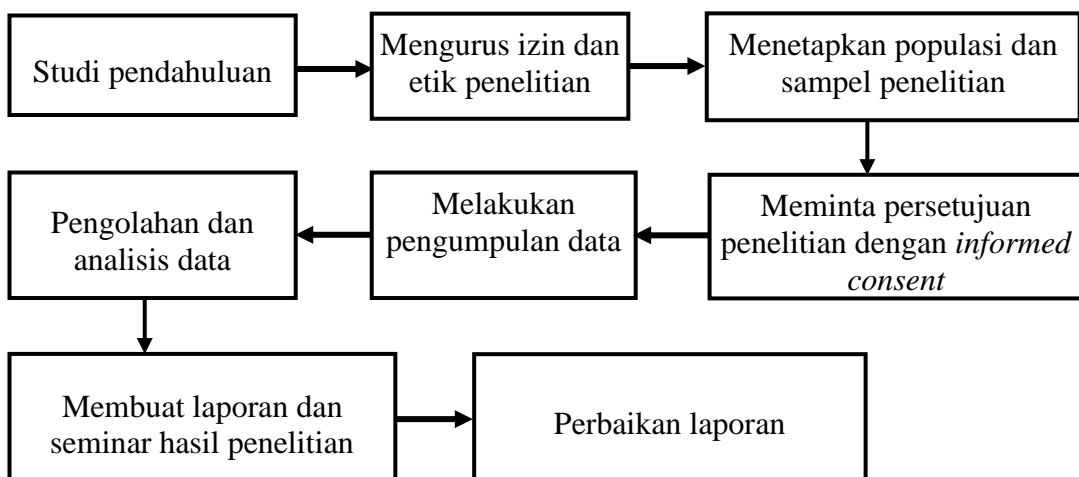 Studi pendahuluan
Mengurus izin dan
etik penelitian
Menetapkan populasi dan
sampel penelitian
Meminta persetujuan
penelitian dengan informed
consent
Melakukan
pengumpulan data
Pengolahan dan
analisis data
Membuat laporan dan
seminar hasil penelitian
Perbaikan laporan